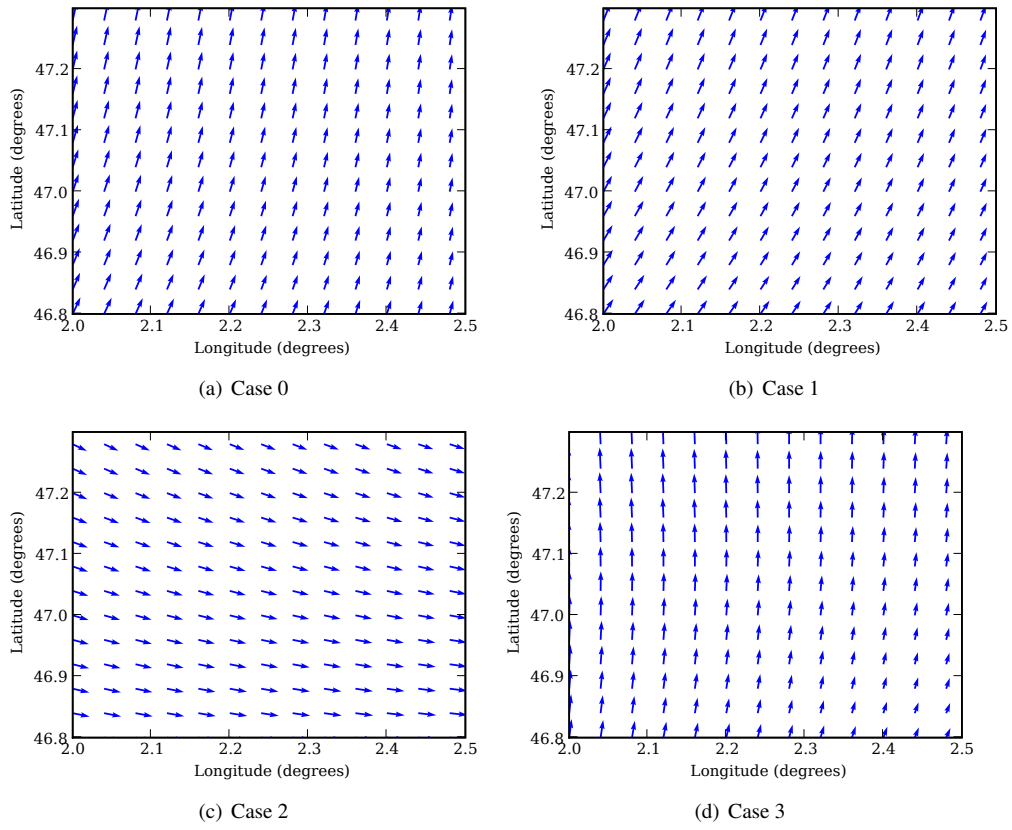 47.2
47.1
47.0
46.9
46.8
Latitude (degrees)
2.0 2.1 2.2 2.3 2.4 2.5
Longitude (degrees)
(a) Case 0
47.2
47.1
47.0
46.9
46.8
Latitude (degrees)
2.0 2.1 2.2 2.3 2.4 2.5
Longitude (degrees)
(b) Case 1
47.2
47.1
47.0
46.9
46.8
Latitude (degrees)
2.0 2.1 2.2 2.3 2.4 2.5
Longitude (degrees)
(c) Case 2
47.2
47.1
47.0
46.9
46.8
Latitude (degrees)
2.0 2.1 2.2 2.3 2.4 2.5
Longitude (degrees)
(d) Case 3